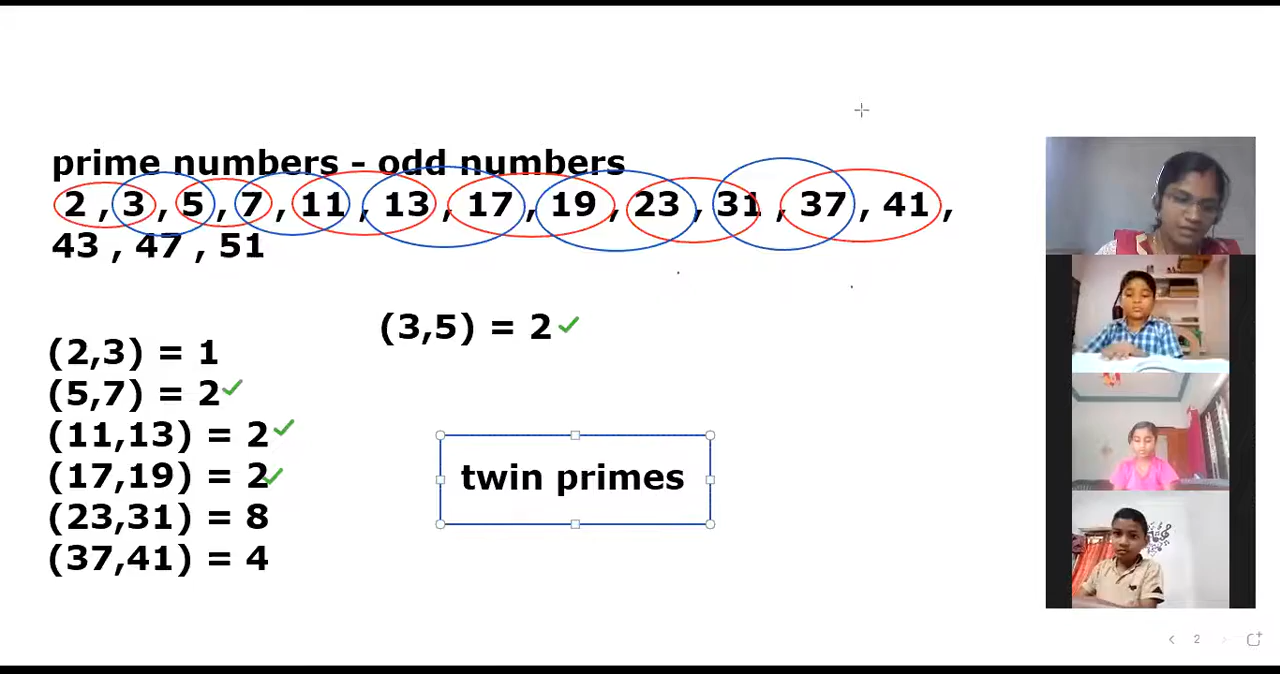 prime numbers - odd numbers
2 , 3 , 5 , 7 , 11 , 13 , 17 , 19 , 23 , 31 , 37 , 41 ,
43 , 47 , 51
(3,5) = 2
(2,3) = 1
(5,7) = 2
(11,13) = 2
(17,19) = 2
(23,31) = 8
(37,41) = 4
twin primes
2